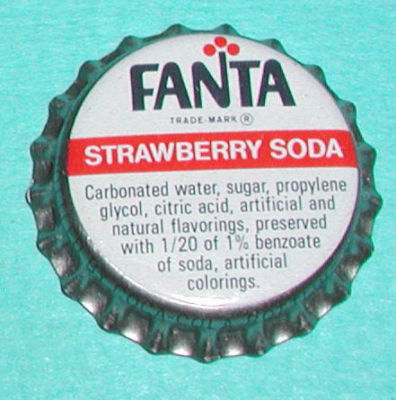 FANTA
TRADE-MARK ®
STRAWBERRY SODA
Carbonated water, sugar, propylene
glycol, citric acid, artificial and
natural flavorings, preserved
with 1/20 of 1% benzoate
of soda, artificial
colorings.